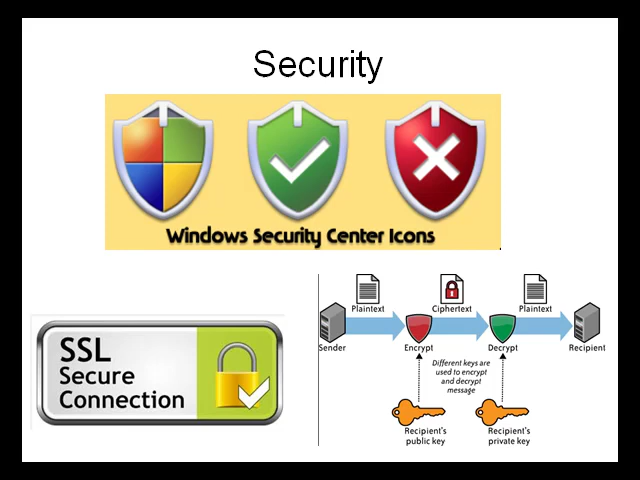 Security
Windows Security Center Icons
SSL
Secure
Connection
Plaintext
Ciphertext
Plaintext
Sender
Encrypt
Decrypt
Recipient
Different keys are
used to encrypt
and decrypt
message
Recipient's
public key
Recipient's
private key